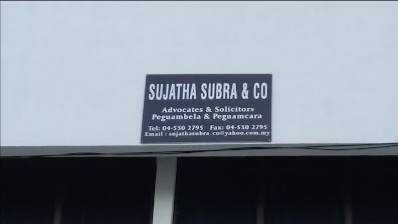 SUJATHA SUBRA & CO
Advocates & Solicitors
Peguambela & Peguamcara
Tel: 04-530 2795 Fax: 04-530 2795
Email : sujathasubra_co@yahoo.com.my